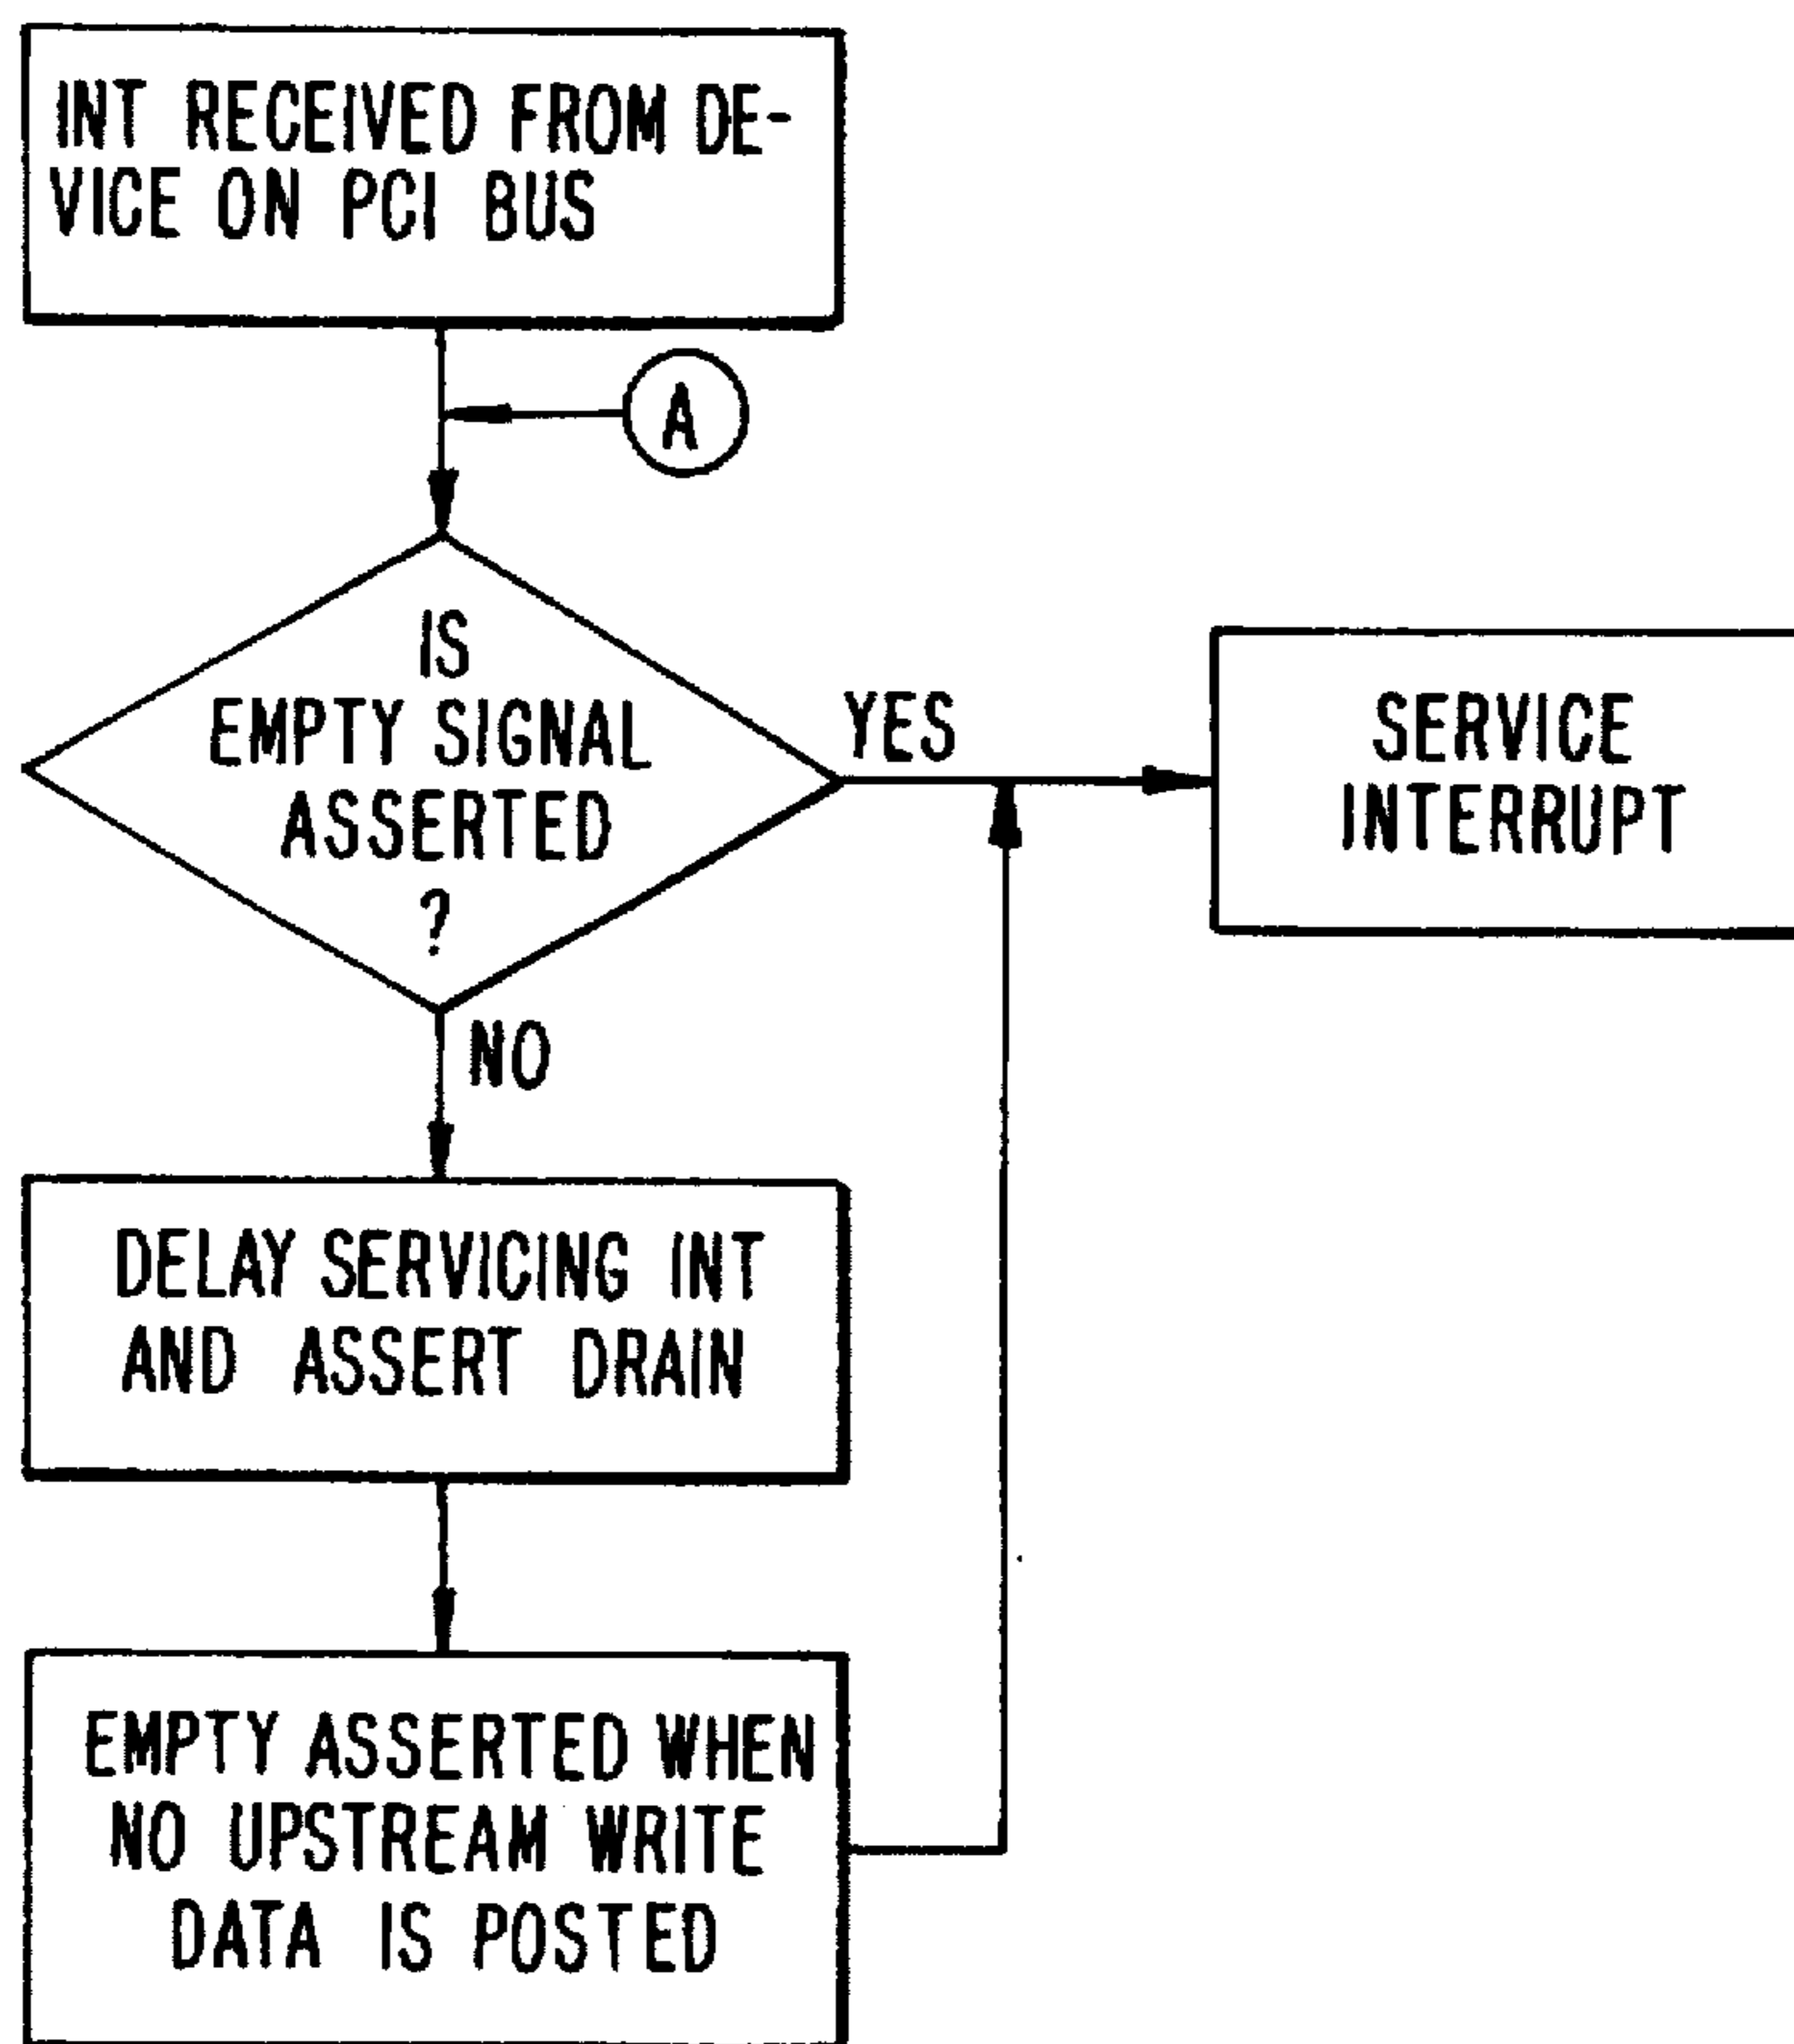 INT RECEIVED FROM DE-
VICE ON PCI BUS
A
IS
EMPTY SIGNAL
ASSERTED
?
YES
SERVICE
INTERRUPT
NO
DELAY SERVICING INT
AND ASSERT DRAIN
EMPTY ASSERTED WHEN
NO UPSTREAM WRITE
DATA IS POSTED